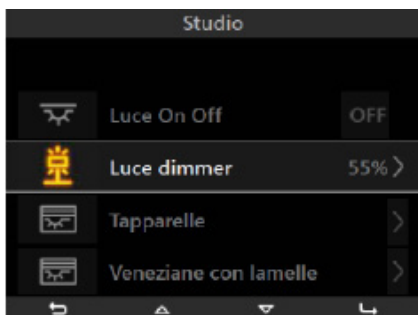 Studio
Luce On Off OFF
Luce dimmer 55%
Tapparelle
Veneziane con lamelle